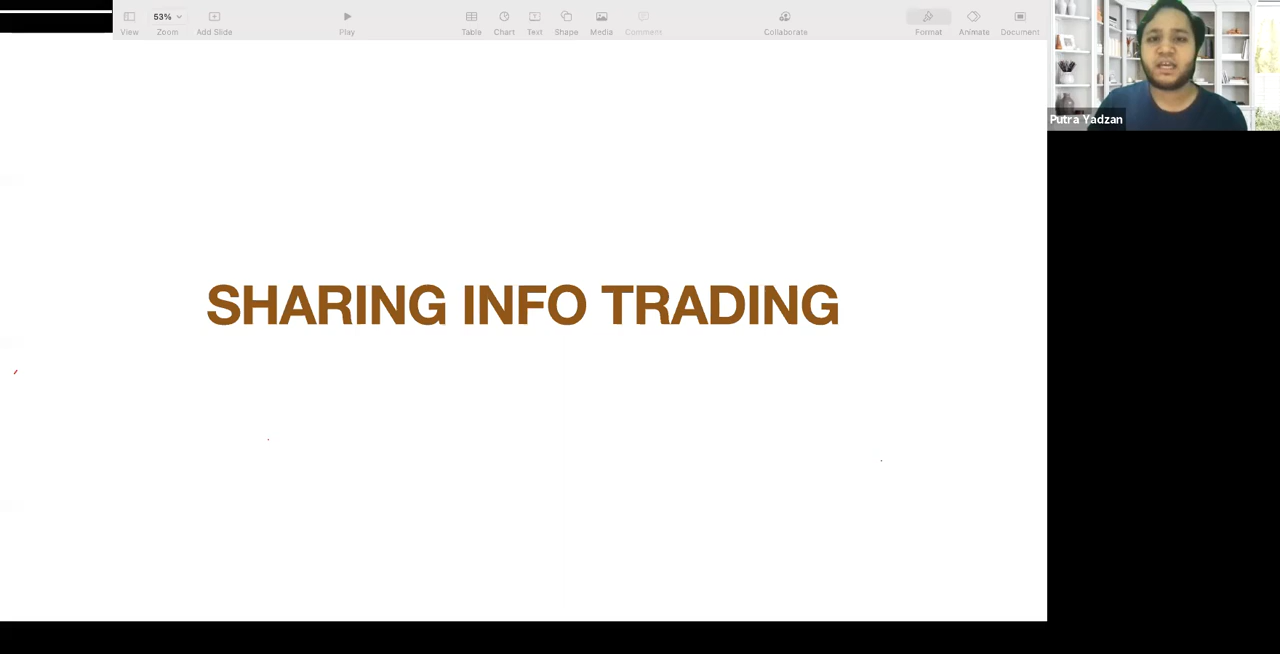 53%
View
Zoom
Add Slide
Play
Table
Chart
Text
Shape
Media
Comment
Collaborate
Format
Animate
Document
Putra Yadzan
SHARING INFO TRADING